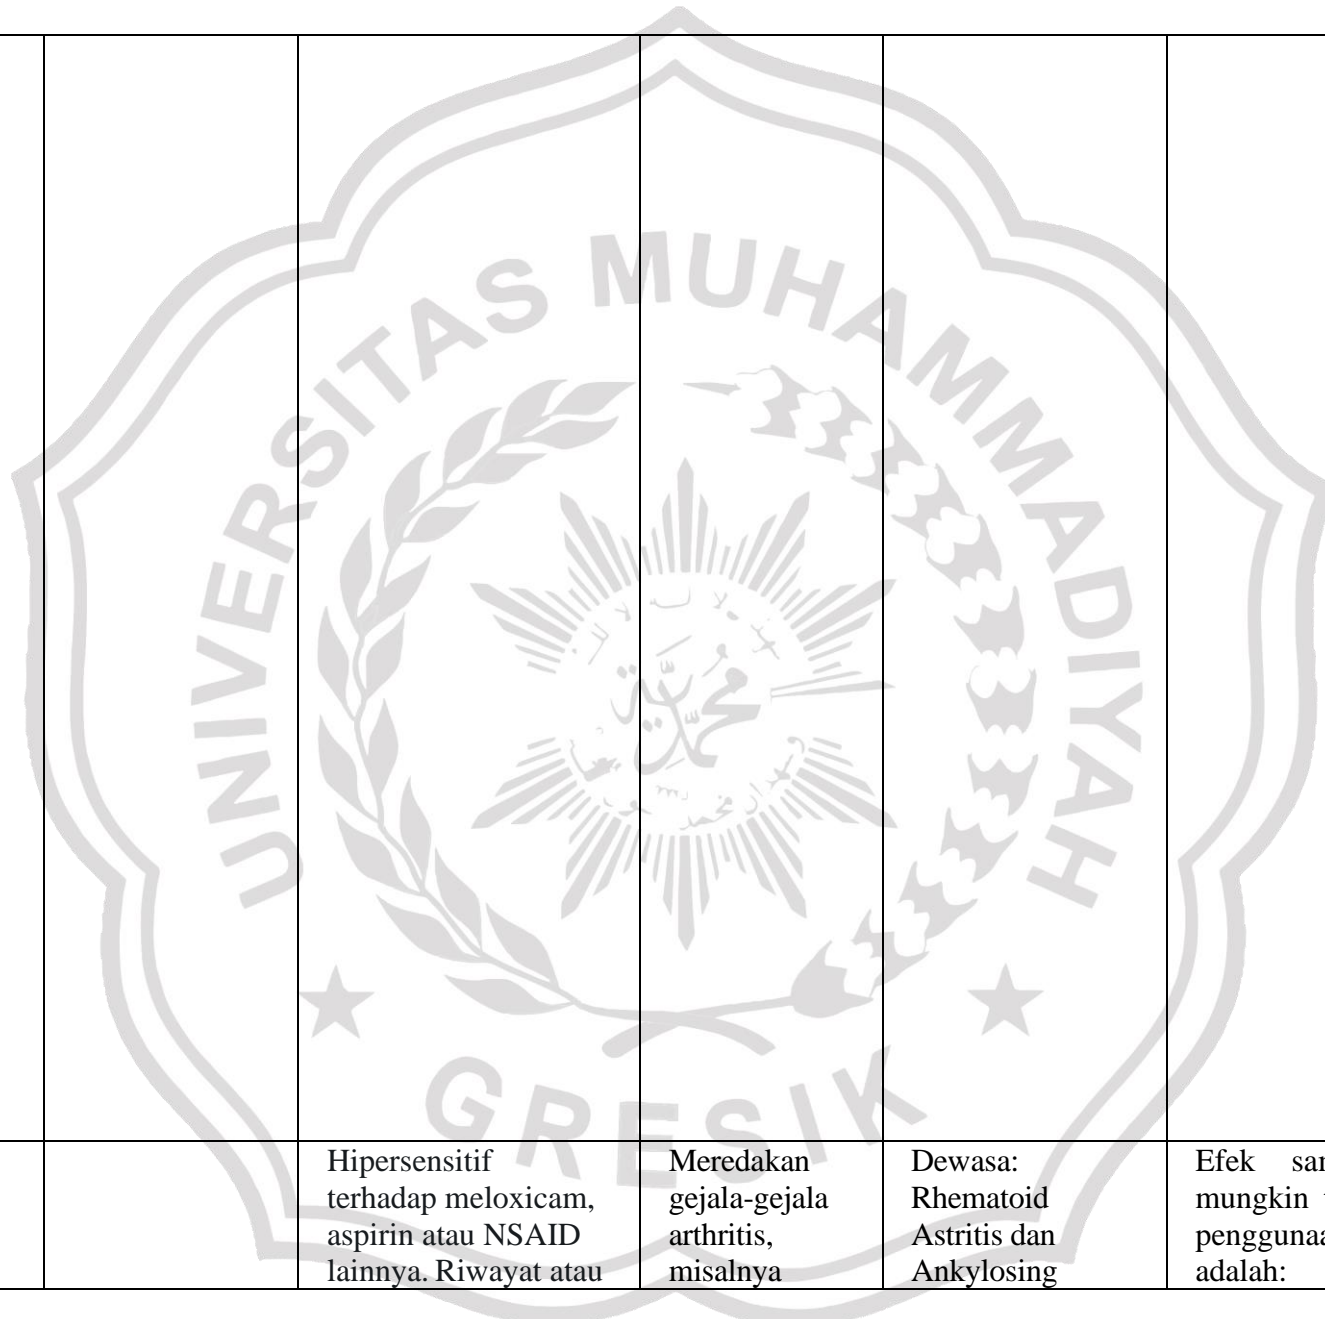 UNIVERSITAS MUHAMMADIYAH
GRESIK
محمد
Hipersensitif
terhadap meloxicam,
aspirin atau NSAID
lainnya. Riwayat atau
Meredakan
gejala-gejala
arthritis,
misalnya
Dewasa:
Rhematoid
Astritis dan
Ankylosing
Efek
mungkin
adalah: